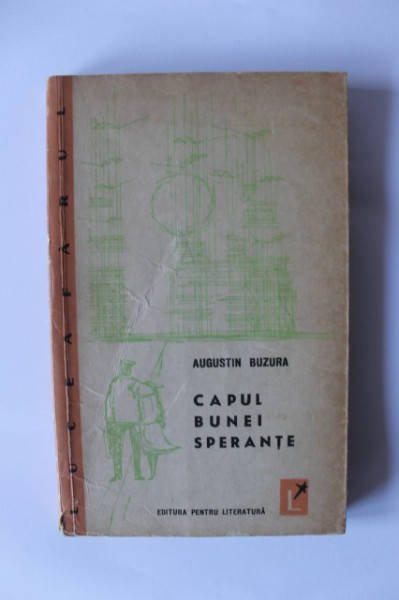 LUCEAFĂRUL
AUGUSTIN BUZURA
CAPUL
BUNEI
SPERANȚE
L
EDITURA PENTRU LITERATURĂ